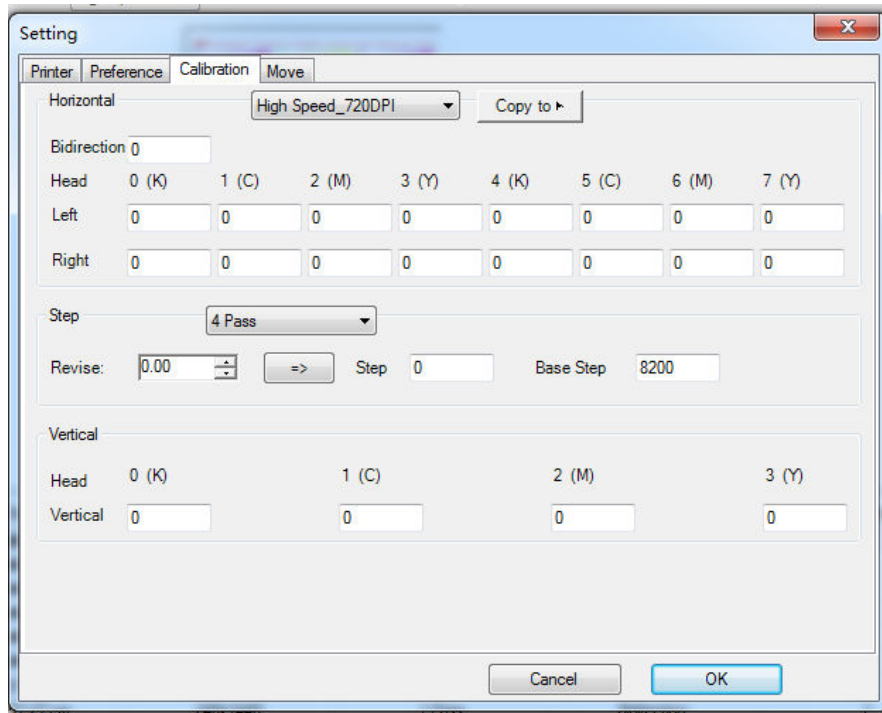 Setting
Printer Preference Calibration Move
Horizontal High Speed_720DPI Copy to
Bidirection 0
Head 0 (K) 1 (C) 2 (M) 3 (Y) 4 (K) 5 (C) 6 (M) 7 (Y)
Left 0 0 0 0 0 0 0 0
Right 0 0 0 0 0 0 0 0
Step 4 Pass
Revise: 0.00 => Step 0 Base Step 8200
Vertical
Head 0 (K) 1 (C) 2 (M) 3 (Y)
Vertical 0 0 0 0
Cancel OK